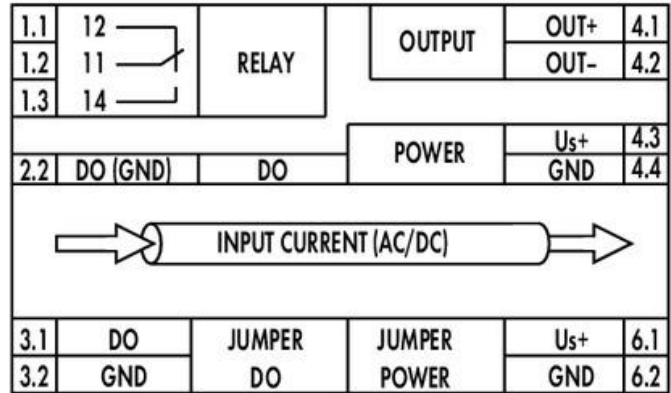 1.1 12 OUTPUT OUT+ 4.1
1.2 11 RELAY OUT– 4.2
1.3 14
POWER Us+ 4.3
2.2 DO (GND) DO GND 4.4
INPUT CURRENT (AC/DC)
3.1 DO JUMPER JUMPER Us+ 6.1
3.2 GND DO POWER GND 6.2